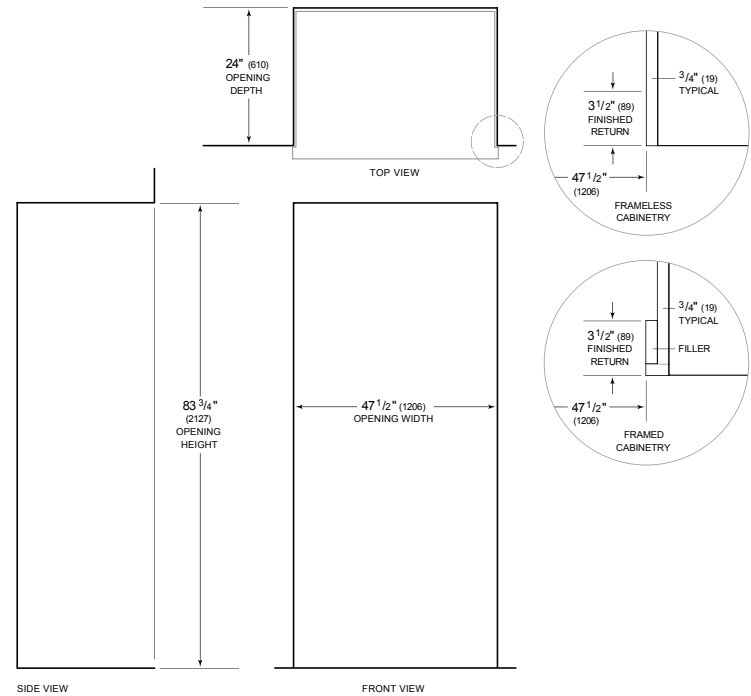 24" (610)
OPENING
DEPTH
TOP VIEW
3/4" (19)
TYPICAL
3 1/2" (89)
FINISHED
RETURN
47 1/2"
(1206)
FRAMELESS
CABINETRY
83 3/4"
(2127)
OPENING
HEIGHT
47 1/2" (1206)
OPENING WIDTH
3/4" (19)
TYPICAL
3 1/2" (89)
FINISHED
RETURN
FILLER
47 1/2"
(1206)
FRAMED
CABINETRY
SIDE VIEW
FRONT VIEW